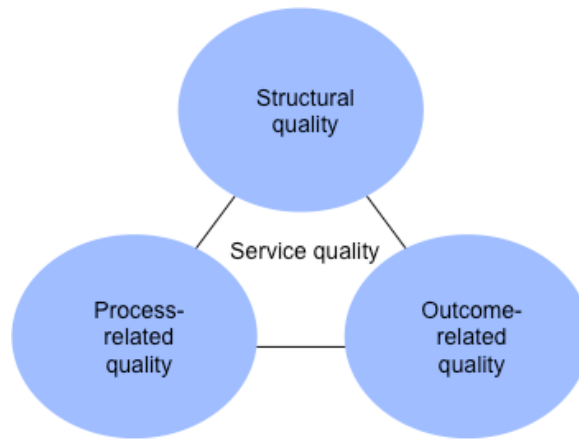 Structural
quality
Service quality
Process-
related
quality
Outcome-
related
quality